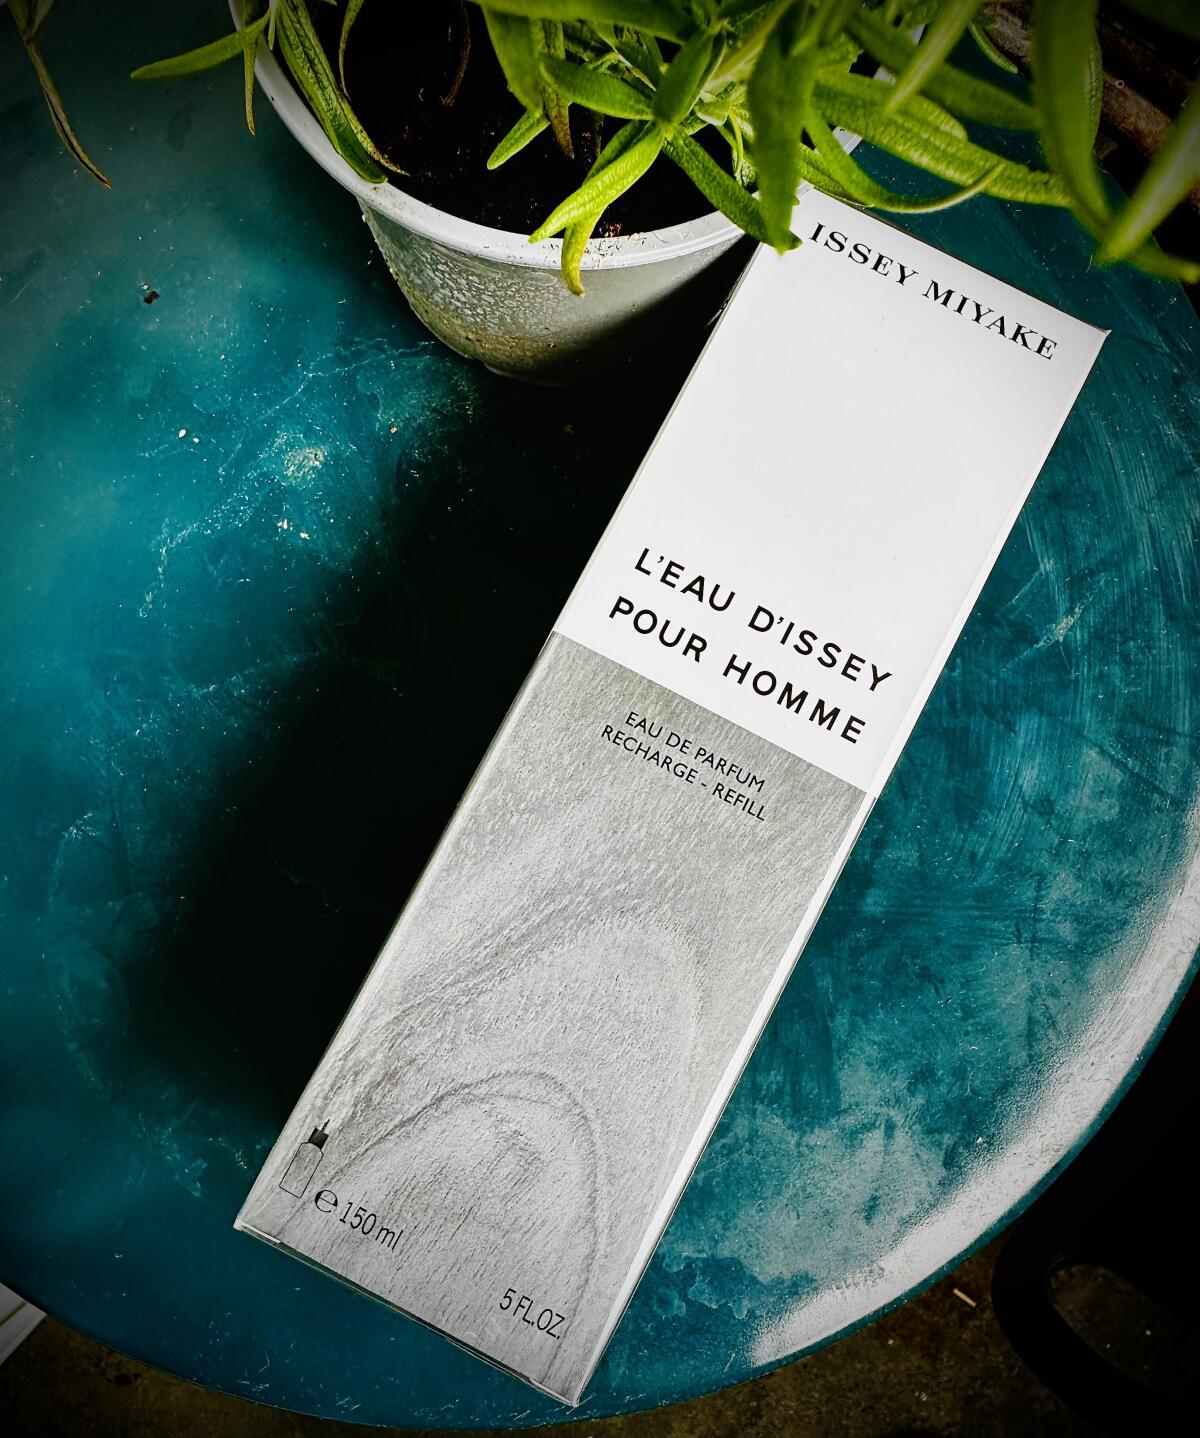 ISSEY MIYAKE
L'EAU D'ISSEY
POUR HOMME
EAU DE PARFUM
RECHARGE - REFILL
℮ 150 ml
5 FL.OZ.